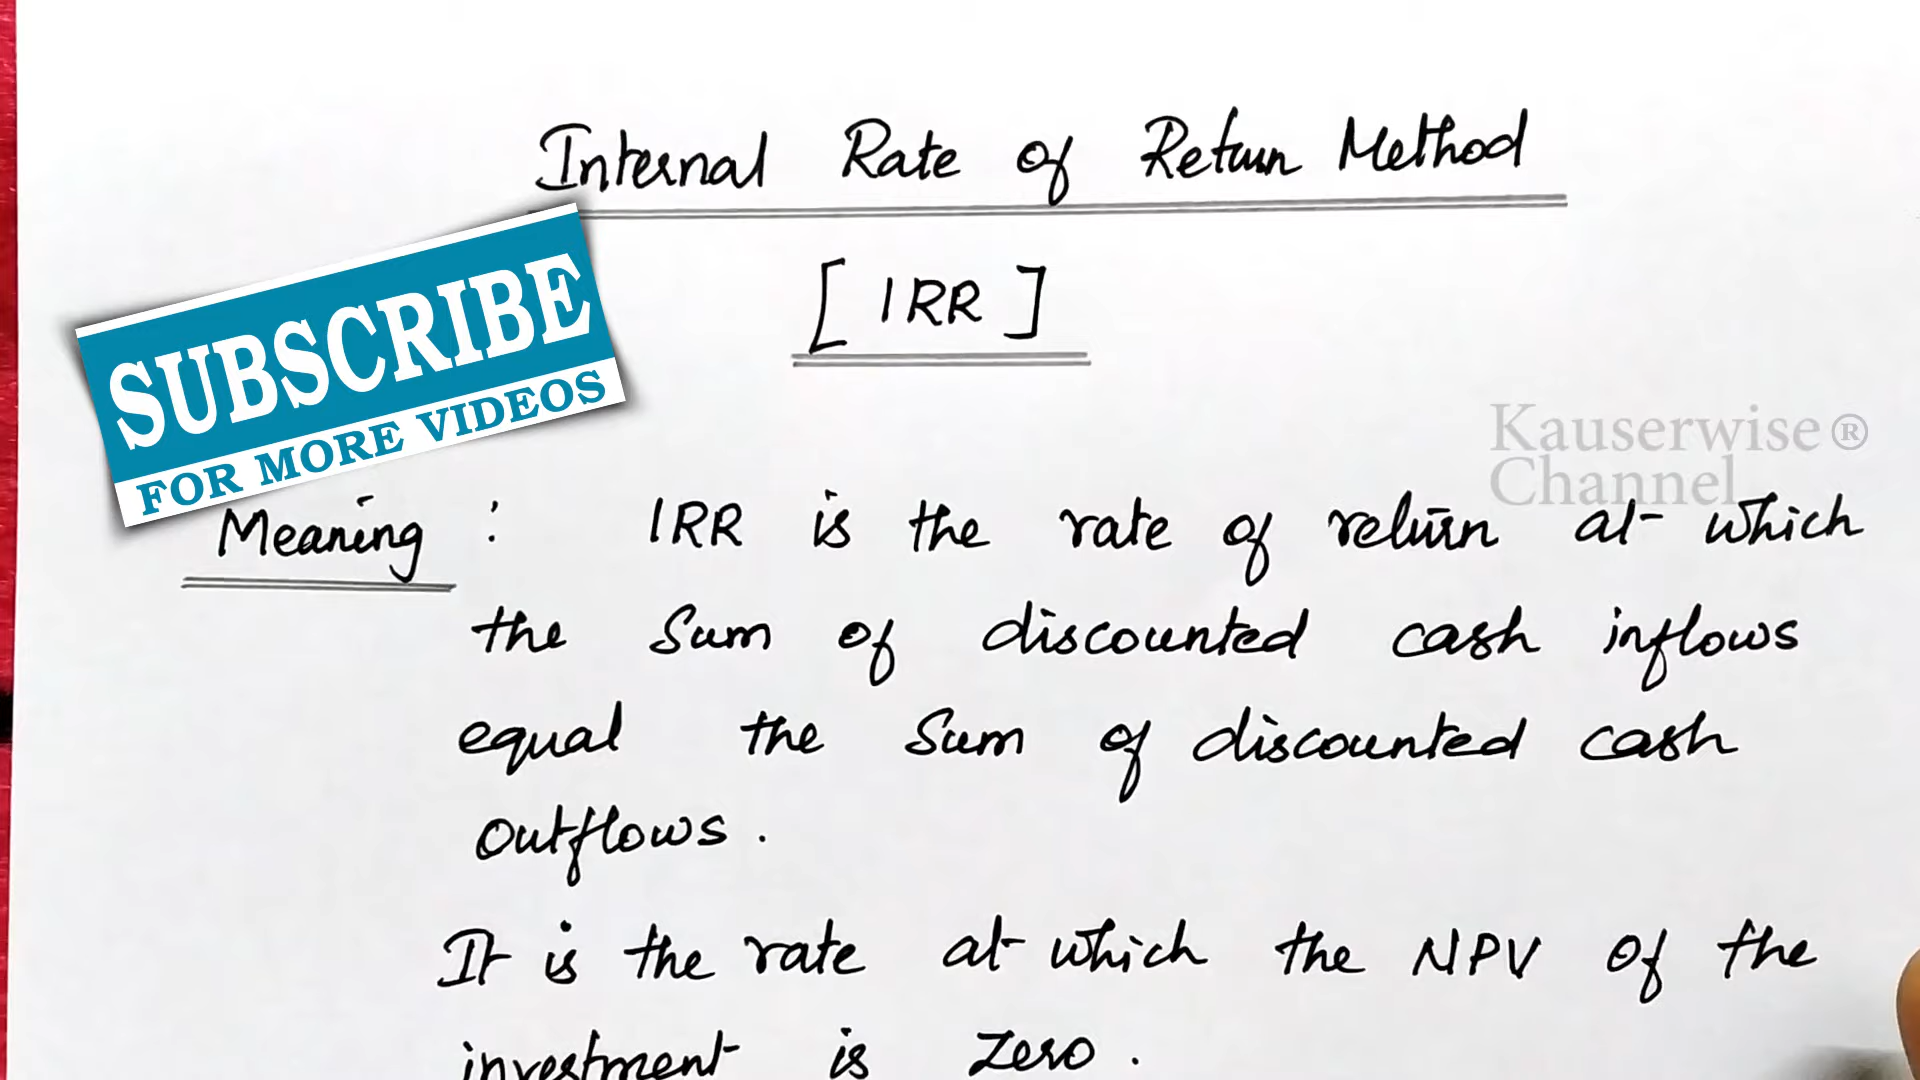 Internal Rate of Return Method
[ IRR ]
SUBSCRIBE
FOR MORE VIDEOS
Kauserwise®
Channel
Meaning : IRR is the rate of return at which
the Sum of discounted cash inflows
equal the Sum of discounted cash
outflows.
It is the rate at which the NPV of the
investment is Zero.